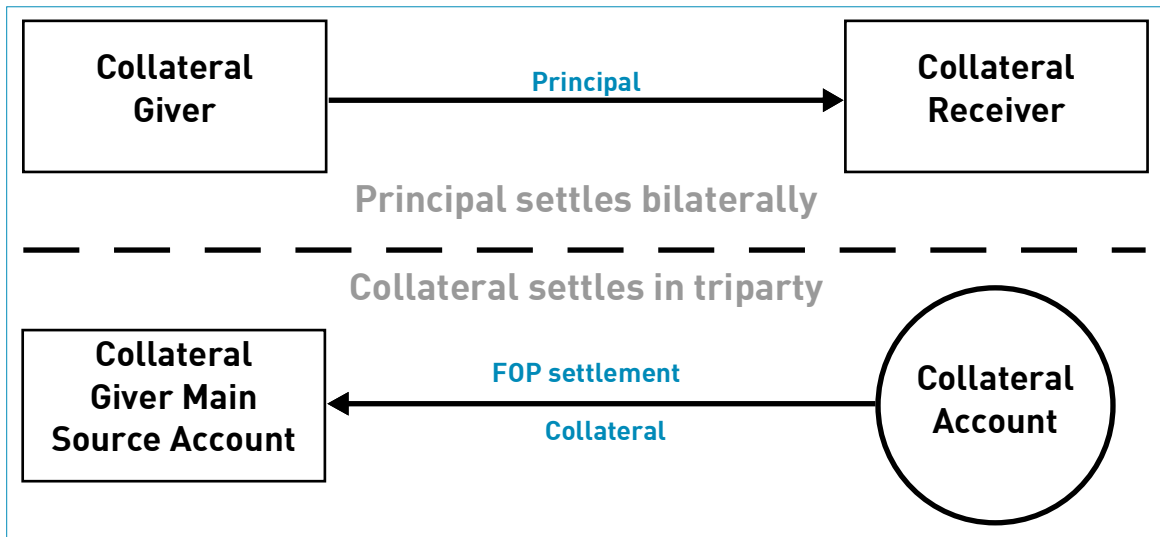 Collateral
Giver
Principal
Collateral
Receiver
Principal settles bilaterally
Collateral settles in triparty
Collateral
Giver Main
Source Account
FOP settlement
Collateral
Collateral
Account